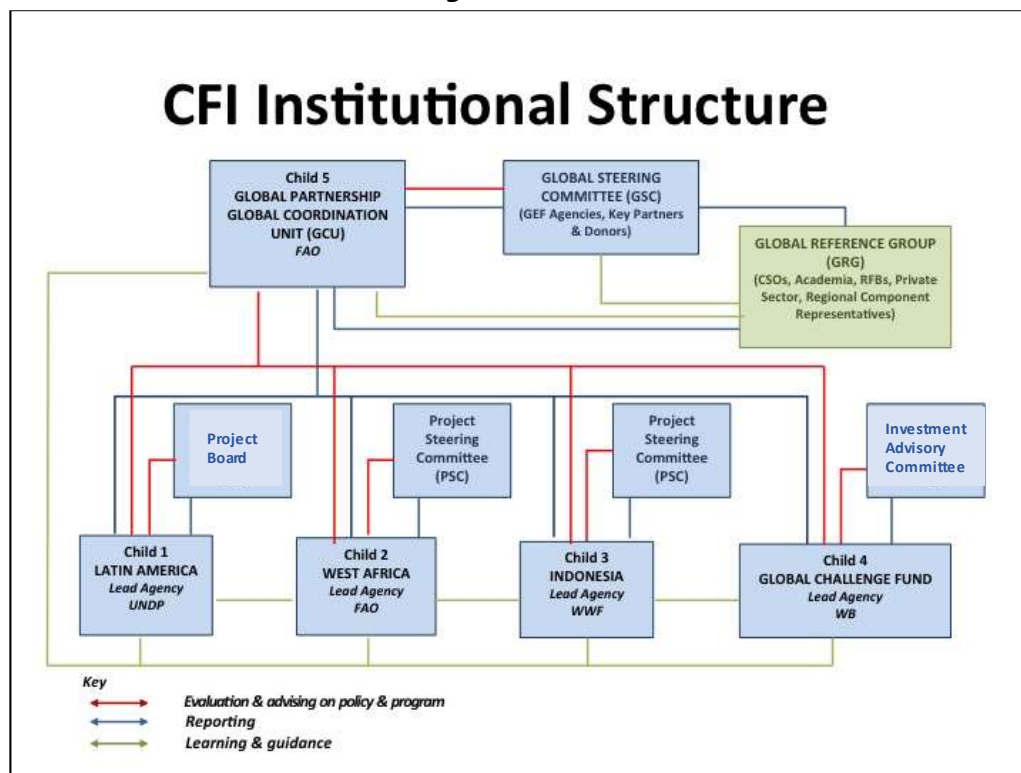 CFI Institutional Structure
Child 5
GLOBAL PARTNERSHIP
GLOBAL COORDINATION
UNIT (GCU)
FAO
GLOBAL STEERING
COMMITTEE (GSC)
(GEF Agencies, Key Partners
& Donors)
GLOBAL REFERENCE GROUP
(GRG)
(CSOs, Academia, RFBs, Private
Sector, Regional Component
Representatives)
Project
Board
Project
Steering
Committee
(PSC)
Project
Steering
Committee
(PSC)
Investment
Advisory
Committee
Child 1
LATIN AMERICA
Lead Agency
UNDP
Child 2
WEST AFRICA
Lead Agency
FAO
Child 3
INDONESIA
Lead Agency
WWF
Child 4
GLOBAL CHALLENGE FUND
Lead Agency
WB
Key
Evaluation & advising on policy & program
Reporting
Learning & guidance